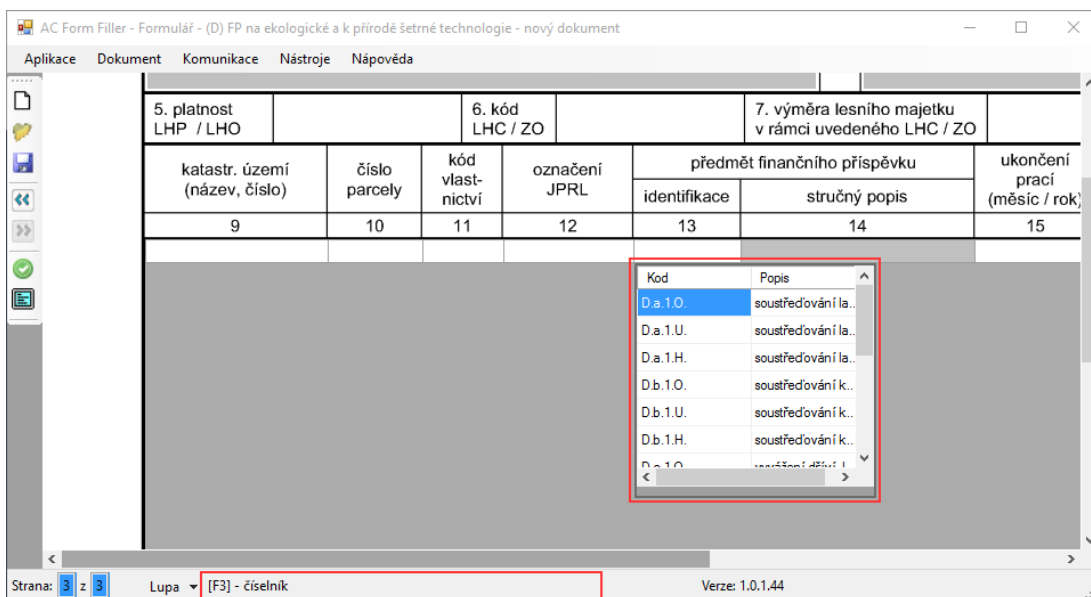 AC Form Filler - Formulář - (D) FP na ekologické a k přírodě šetrné technologie - nový dokument
Aplikace Dokument Komunikace Nástroje Nápověda
5. platnost
LHP / LHO
6. kód
LHC / ZO
7. výměra lesního majetku
v rámci uvedeného LHC / ZO
katastr. území
(název, číslo)
číslo
parcely
kód
vlast-
nictví
označení
JPRL
předmět finančního příspěvku
identifikace
stručný popis
ukončení
prací
(měsíc / rok)
9 10 11 12 13 14 15
Kod Popis
D.a.1.O. soustřeďování la..
D.a.1.U. soustřeďování la..
D.a.1.H. soustřeďování la..
D.b.1.O. soustřeďování k..
D.b.1.U. soustřeďování k..
D.b.1.H. soustřeďování k..
Strana: 3 z 3 Lupa [F3] - číselník Verze: 1.0.1.44